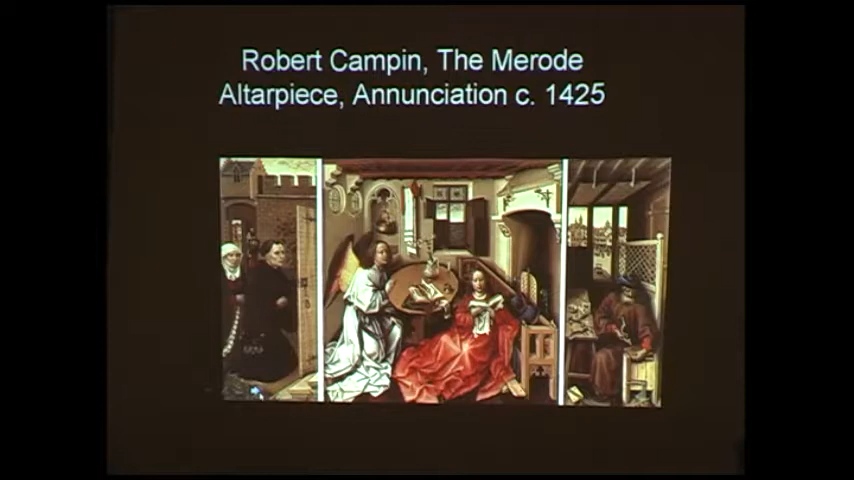 Robert Campin, The Merode
Altarpiece, Annunciation c. 1425